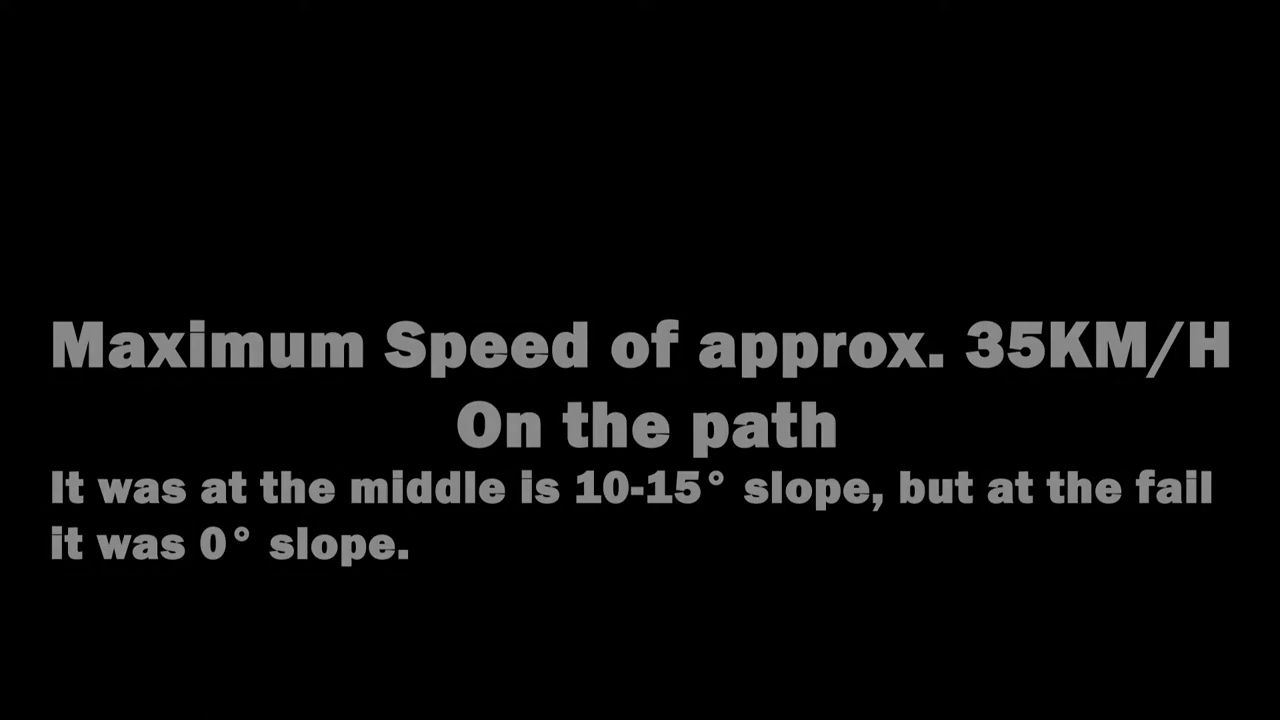 Maximum Speed of approx. 35KM/H
On the path
It was at the middle is 10-15° slope, but at the fail
it was 0° slope.